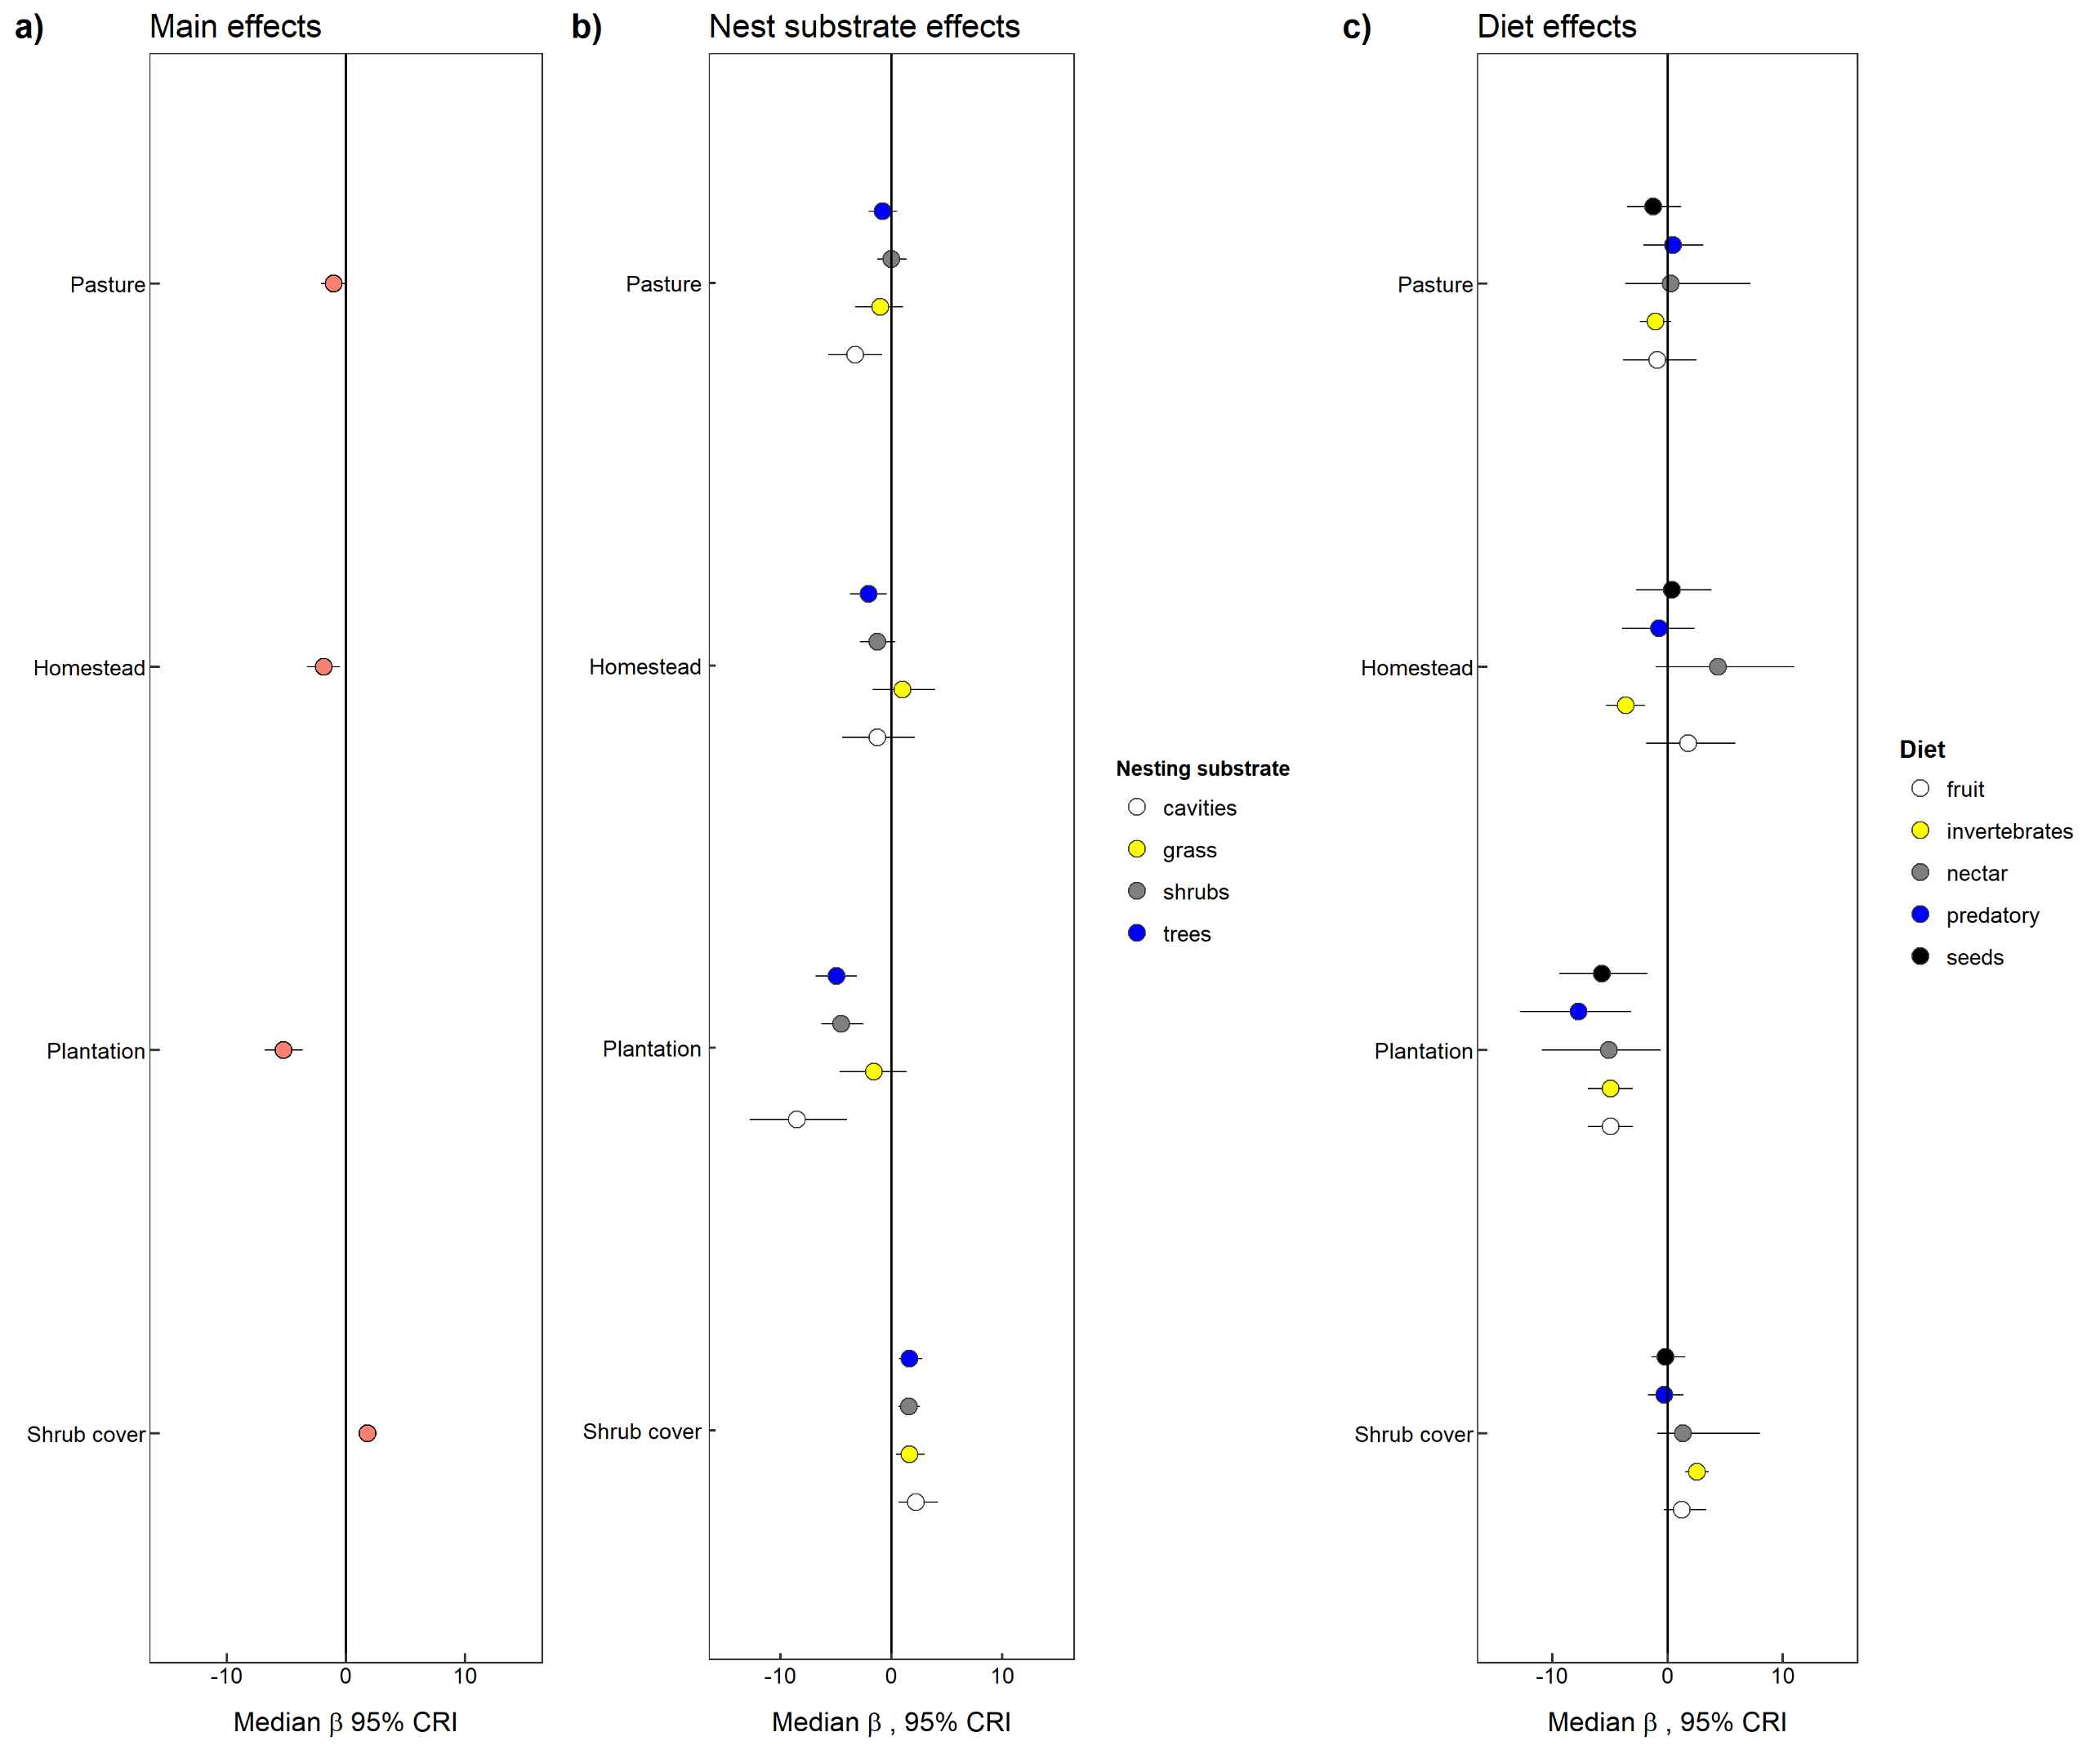 a)
Main effects
Pasture
Homestead
Plantation
Shrub cover
-10 0 10
Median β 95% CRI
b)
Nest substrate effects
Pasture
Homestead
Plantation
Shrub cover
-10 0 10
Median β , 95% CRI
Nesting substrate
cavities
grass
shrubs
trees
c)
Diet effects
Pasture
Homestead
Plantation
Shrub cover
-10 0 10
Median β , 95% CRI
Diet
fruit
invertebrates
nectar
predatory
seeds